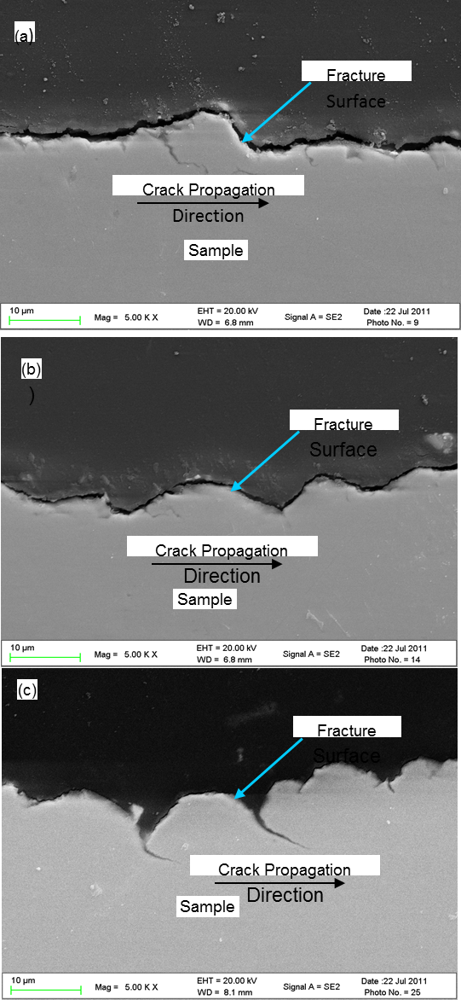 (a)
Fracture
Surface
Crack Propagation
Direction
Sample
10 µm
Mag = 5.00 K X
EHT = 20.00 kV
WD = 6.8 mm
Signal A = SE2
Date :22 Jul 2011
Photo No. = 9
(b)
)
Fracture
Surface
Crack Propagation
Direction
Sample
10 µm
Mag = 5.00 K X
EHT = 20.00 kV
WD = 6.8 mm
Signal A = SE2
Date :22 Jul 2011
Photo No. = 14
(c)
Fracture
Surface
Crack Propagation
Direction
Sample
10 µm
Mag = 5.00 K X
EHT = 20.00 kV
WD = 8.1 mm
Signal A = SE2
Date :22 Jul 2011
Photo No. = 25